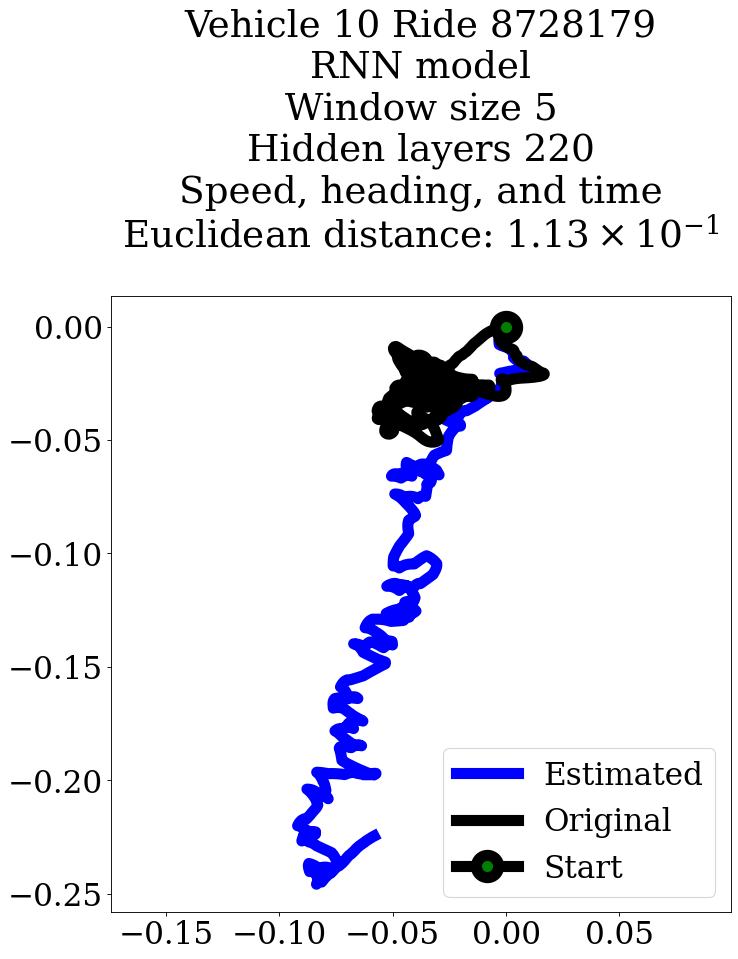 Vehicle 10 Ride 8728179
RNN model
Window size 5
Hidden layers 220
Speed, heading, and time
Euclidean distance: 1.13 × 10⁻¹
0.00
−0.05
−0.10
−0.15
−0.20
−0.25
Estimated
Original
Start
−0.15 −0.10 −0.05 0.00 0.05